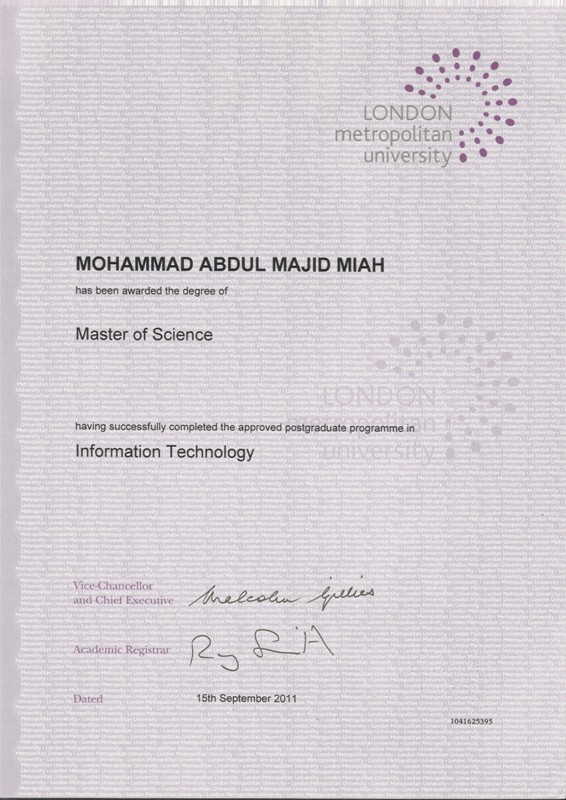 LONDON
metropolitan
university
MOHAMMAD ABDUL MAJID MIAH
has been awarded the degree of
Master of Science
LONDON
metropolitan
university
having successfully completed the approved postgraduate programme in
Information Technology
Vice-Chancellor
and Chief Executive
Malcolm Gillies
Academic Registrar
Dated
15th September 2011
1041625395